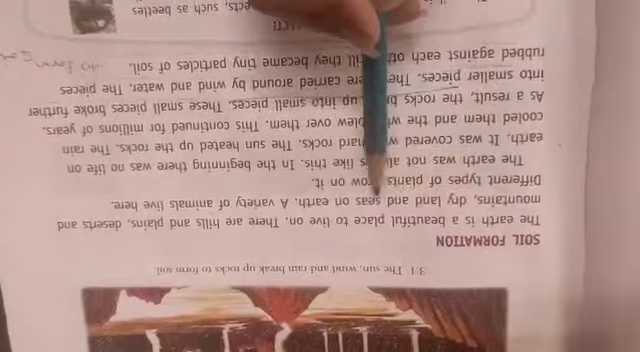 3.1 The sun, wind and rain break up rocks to form soil
SOIL FORMATION
The earth is a beautiful place to live on. There are hills and plains, deserts and
mountains, dry land and seas on earth. A variety of animals live here.
Different types of plants on it.
The earth was not like this. In the beginning there was no life on
earth. It was covered hard rocks. The sun heated up the rocks. The rain
cooled them and the blew over them. This continued for millions of years.
As a result, the rocks up into small pieces. These small pieces broke further
into smaller pieces. They were carried around by wind and water. The pieces
rubbed against each till they became tiny particles of soil.
such as beetles